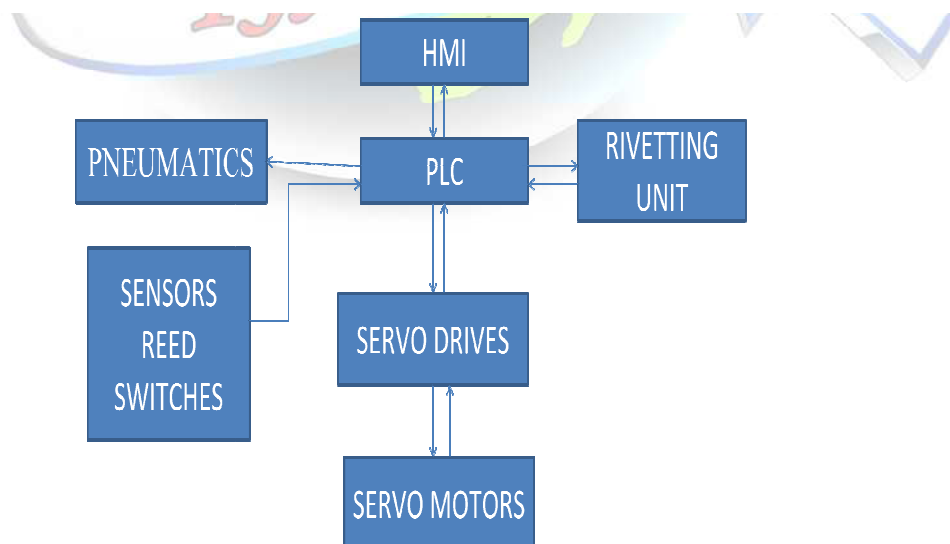 HMI
PNEUMATICS
PLC
RIVETTING
UNIT
SENSORS
REED
SWITCHES
SERVO DRIVES
SERVO MOTORS